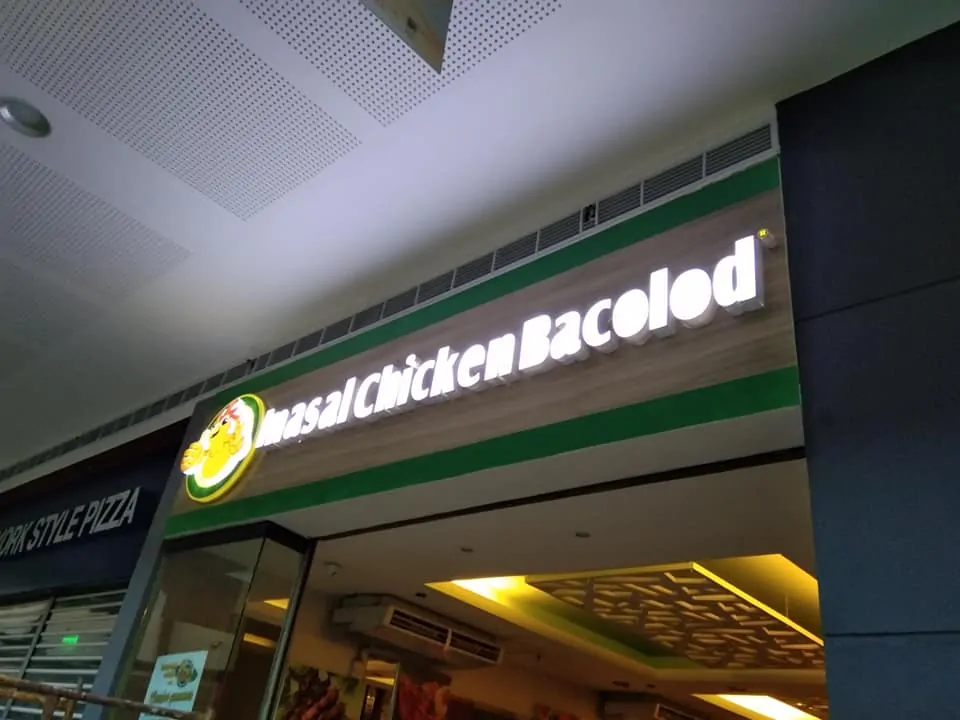 Inasal Chicken Bacolod
ORK STYLE PIZZA